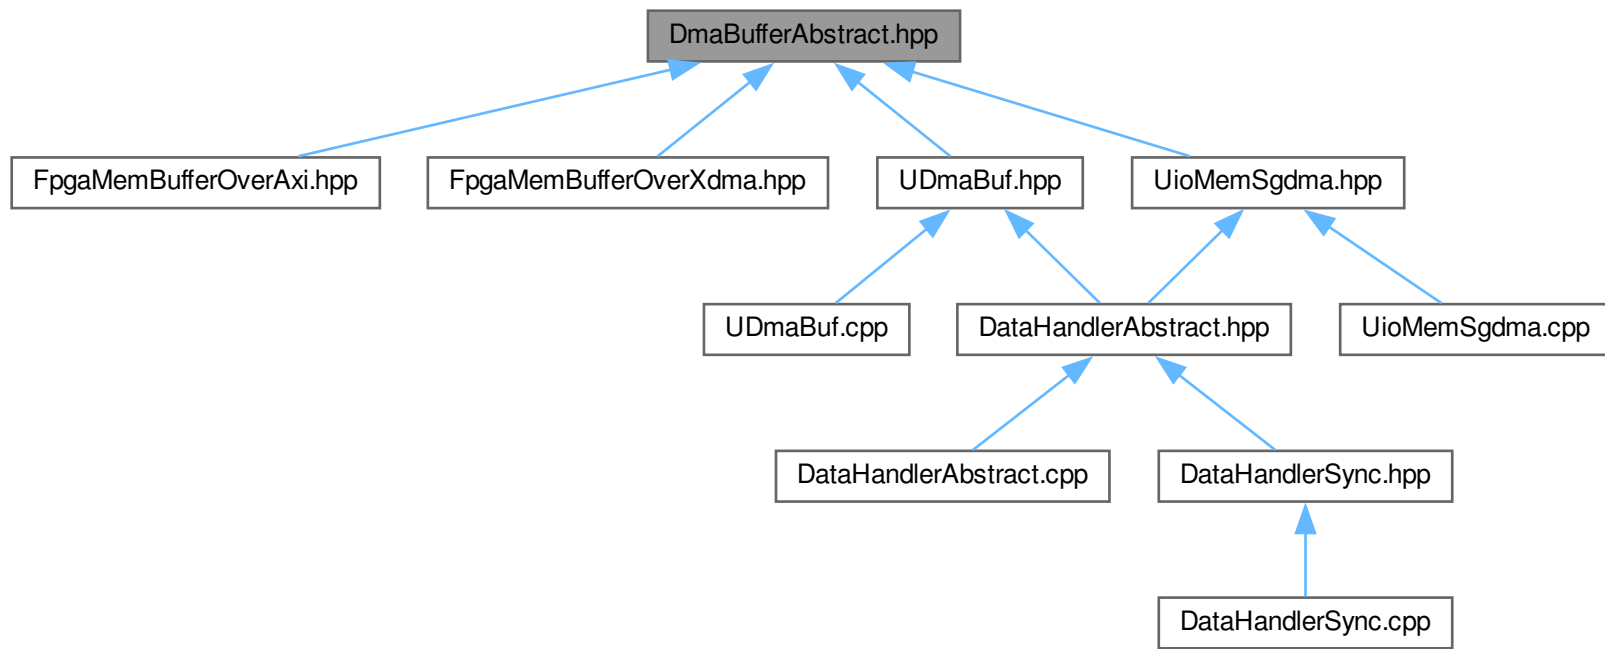 DmaBufferAbstract.hpp
FpgaMemBufferOverAxi.hpp
FpgaMemBufferOverXdma.hpp
UDmaBuf.hpp
UioMemSgdma.hpp
UDmaBuf.cpp
DataHandlerAbstract.hpp
UioMemSgdma.cpp
DataHandlerAbstract.cpp
DataHandlerSync.hpp
DataHandlerSync.cpp